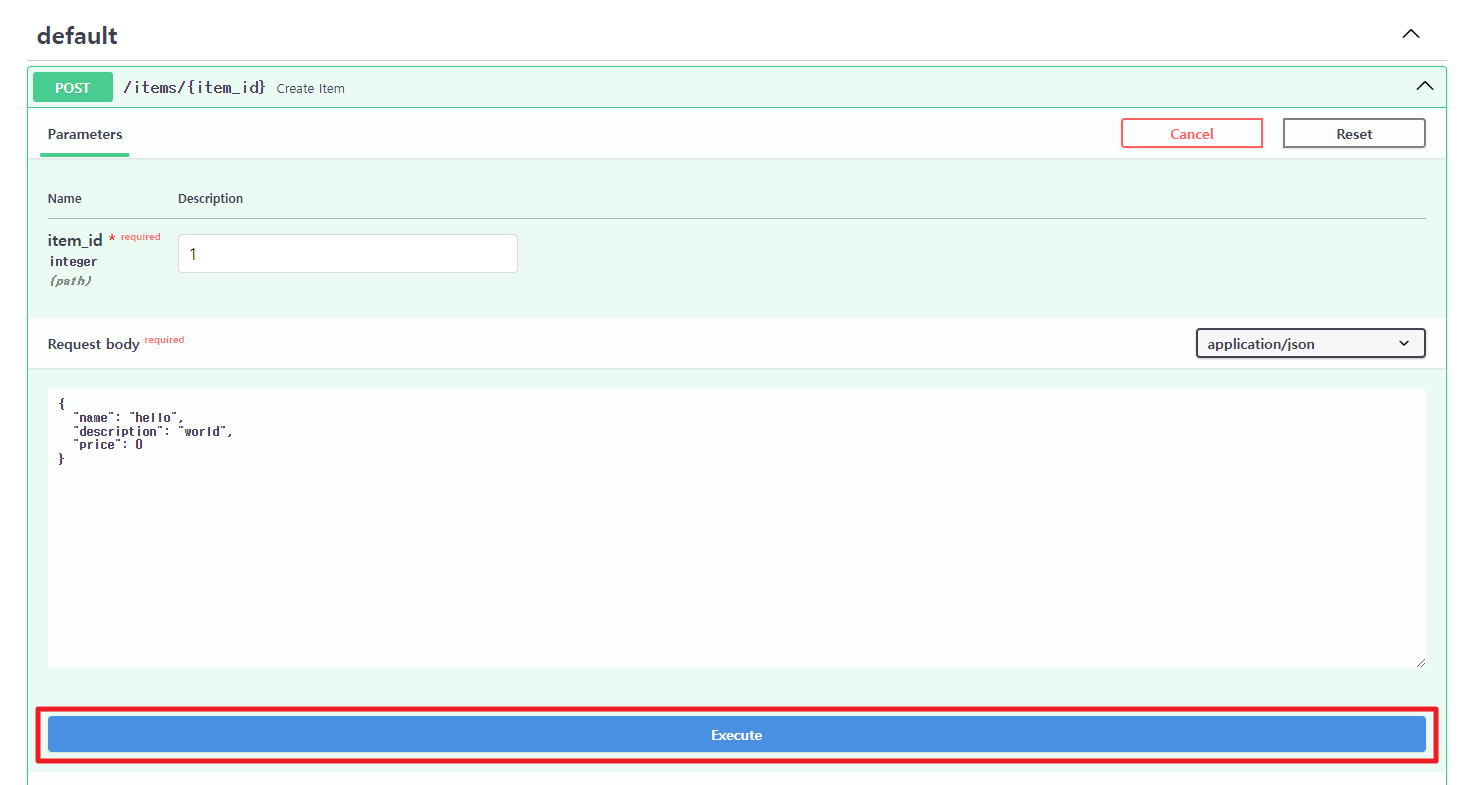 default
POST /items/{item_id} Create Item
Parameters
Cancel
Reset
Name Description
item_id * required
integer
(path)
1
Request body required
application/json
{
"name": "hello",
"description": "world",
"price": 0
}
Execute